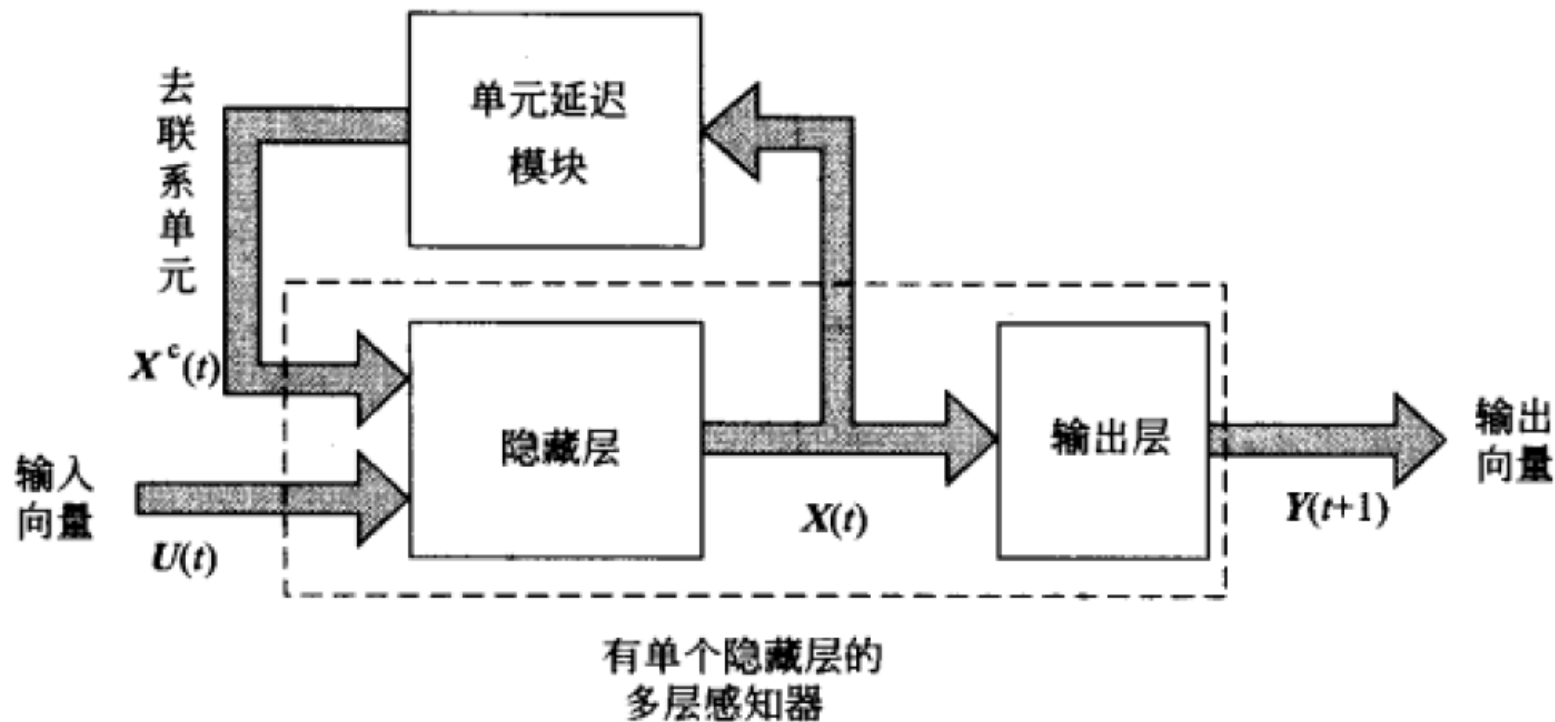 去联系单元
单元延迟
模块
X^c(t)
隐藏层
输出层
输入
向量
U(t)
X(t)
Y(t+1)
输出
向量
有单个隐藏层的
多层感知器